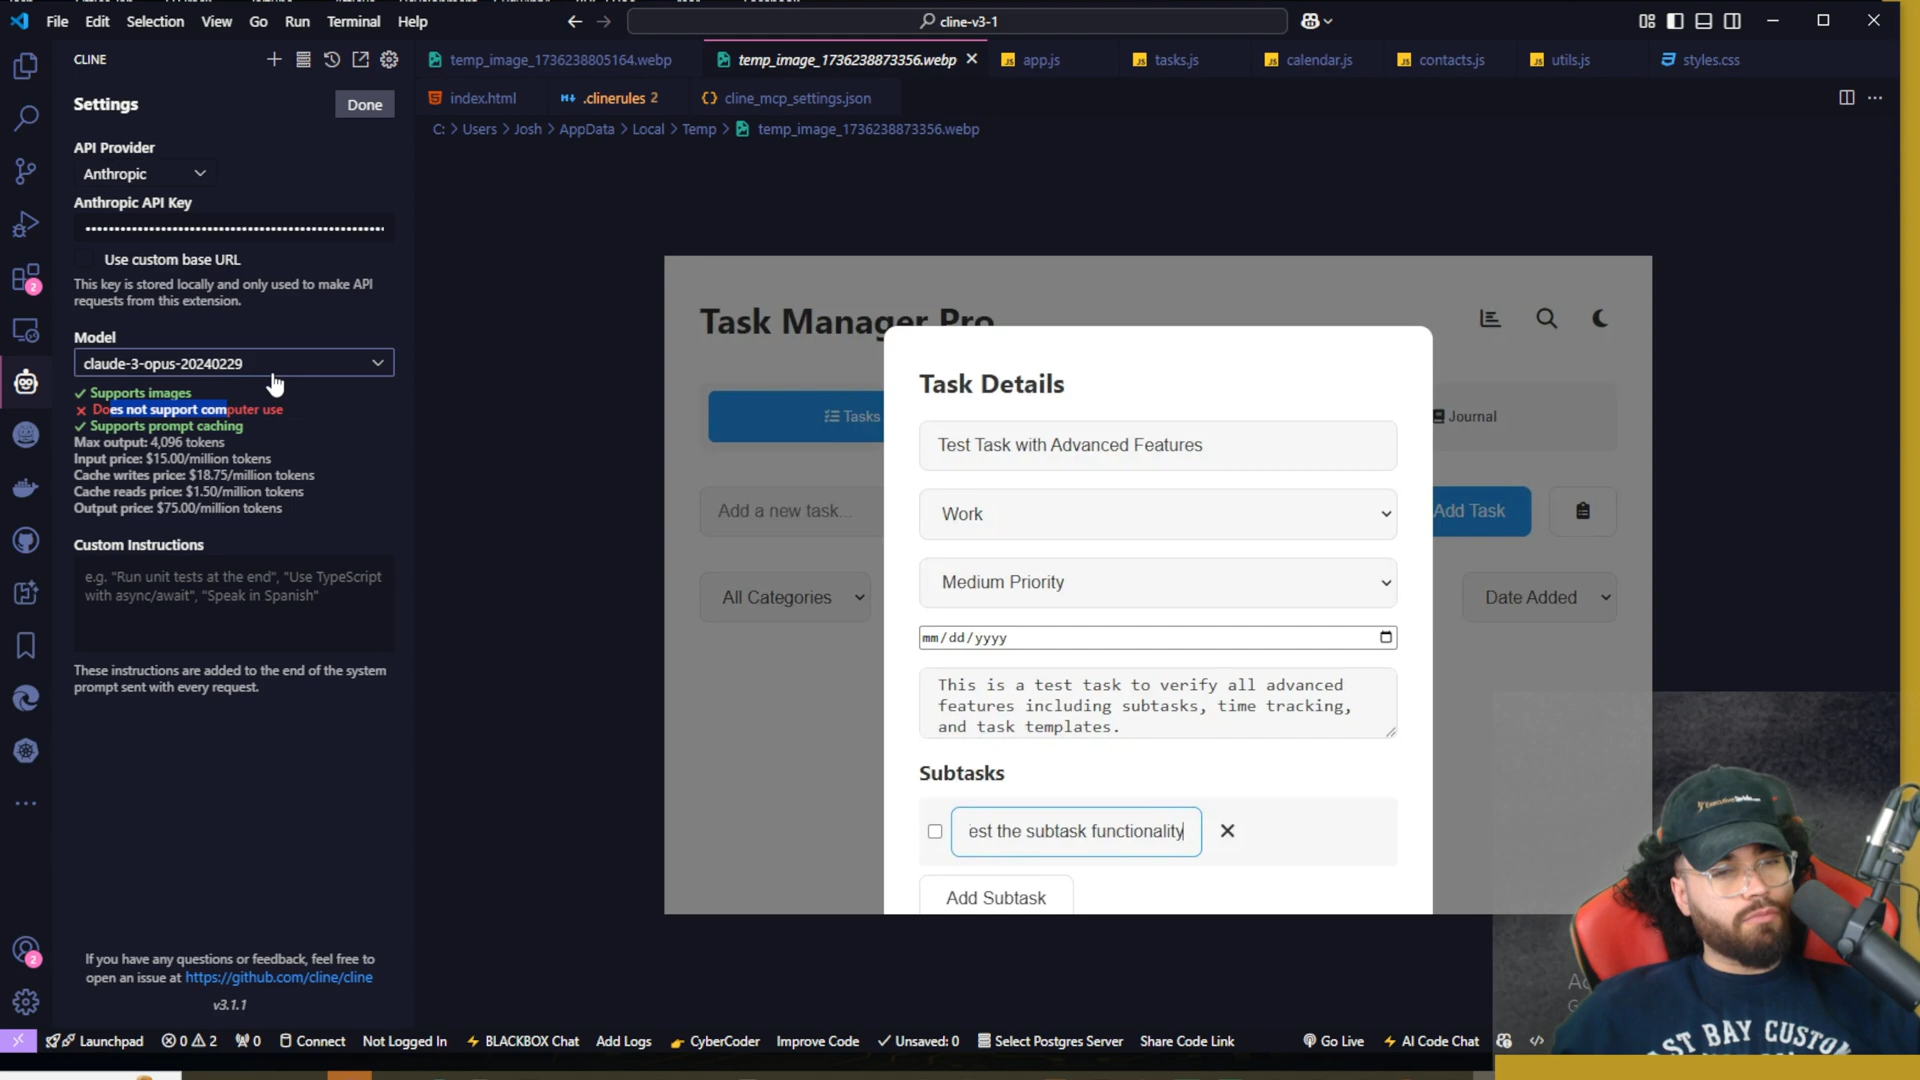 File Edit Selection View Go Run Terminal Help
cline-v3-1
CLINE
temp_image_1736238805164.webp
temp_image_1736238873356.webp
app.js
tasks.js
calendar.js
contacts.js
utils.js
styles.css
index.html
.clinerules 2
cline_mcp_settings.json
C: > Users > Josh > AppData > Local > Temp > temp_image_1736238873356.webp
Settings
Done
API Provider
Anthropic
Anthropic API Key
Use custom base URL
This key is stored locally and only used to make API
requests from this extension.
Model
claude-3-opus-20240229
Supports images
Does not support computer use
Supports prompt caching
Max output: 4,096 tokens
Input price: $15.00/million tokens
Cache writes price: $18.75/million tokens
Cache reads price: $1.50/million tokens
Output price: $75.00/million tokens
Custom Instructions
e.g. "Run unit tests at the end", "Use TypeScript
with async/await", "Speak in Spanish"
These instructions are added to the end of the system
prompt sent with every request.
If you have any questions or feedback, feel free to
open an issue at https://github.com/cline/cline
v3.1.1
2
2
Task Manager Pro
Tasks
Journal
Add a new task...
Add Task
All Categories
Date Added
Task Details
Test Task with Advanced Features
Work
Medium Priority
mm/dd/yyyy
This is a test task to verify all advanced
features including subtasks, time tracking,
and task templates.
Subtasks
est the subtask functionality
Add Subtask
EAST BAY CUSTOM
Launchpad 0 2 0 Connect Not Logged In BLACKBOX Chat Add Logs CyberCoder Improve Code Unsaved: 0 Select Postgres Server Share Code Link Go Live AI Code Chat